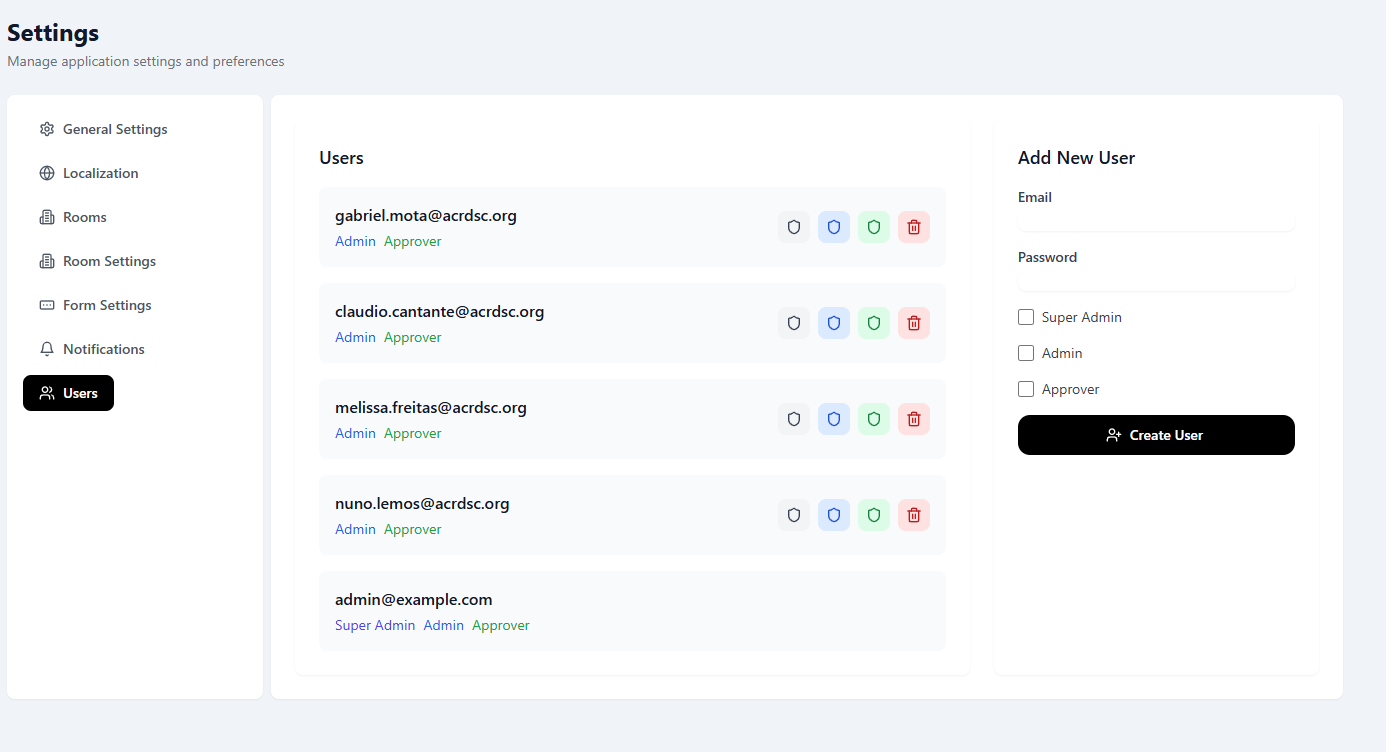 Settings
Manage application settings and preferences
General Settings
Localization
Rooms
Room Settings
Form Settings
Notifications
Users
Users
gabriel.mota@acrdsc.org
Admin Approver
claudio.cantante@acrdsc.org
Admin Approver
melissa.freitas@acrdsc.org
Admin Approver
nuno.lemos@acrdsc.org
Admin Approver
admin@example.com
Super Admin Admin Approver
Add New User
Email
Password
Super Admin
Admin
Approver
Create User